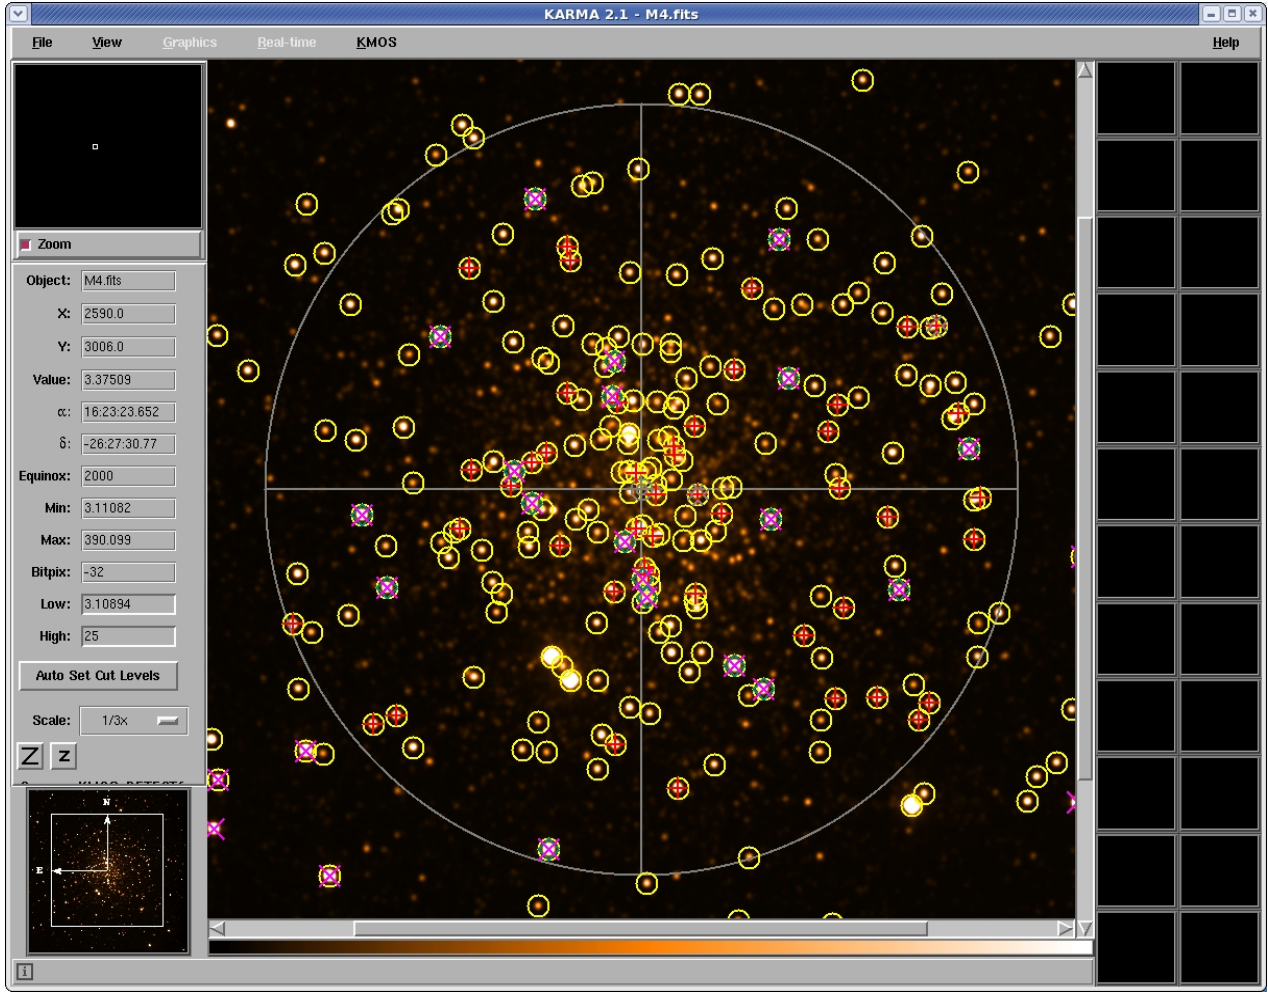 KARMA 2.1 - M4.fits
File View Graphics Real-time KMOS Help
Zoom
Object: M4.fits
X: 2590.0
Y: 3006.0
Value: 3.37509
α: 16:23:23.652
δ: -26:27:30.77
Equinox: 2000
Min: 3.11082
Max: 390.099
Bitpix: -32
Low: 3.10894
High: 25
Auto Set Cut Levels
Scale: 1/3x
Z z
N
E
i